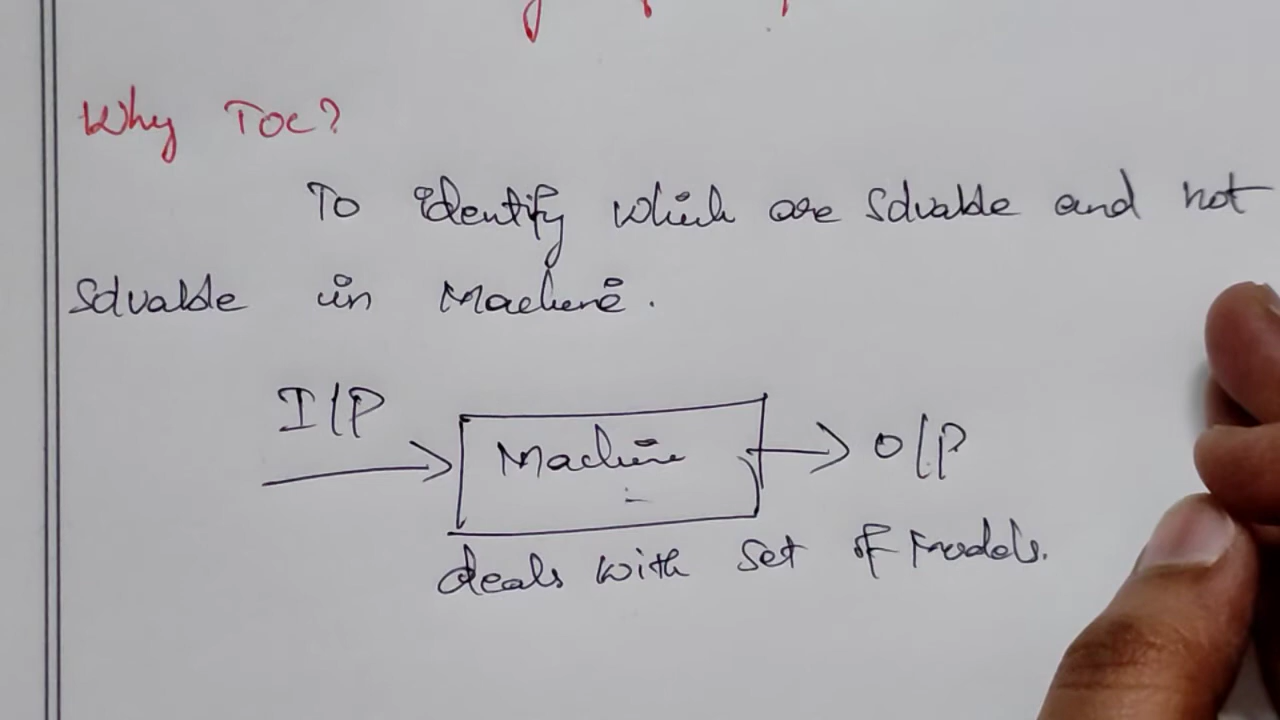 Why Toc?
To identify which are Solvable and not
Solvable in Machine.
I/P
Machine
O/P
deals with set of models.